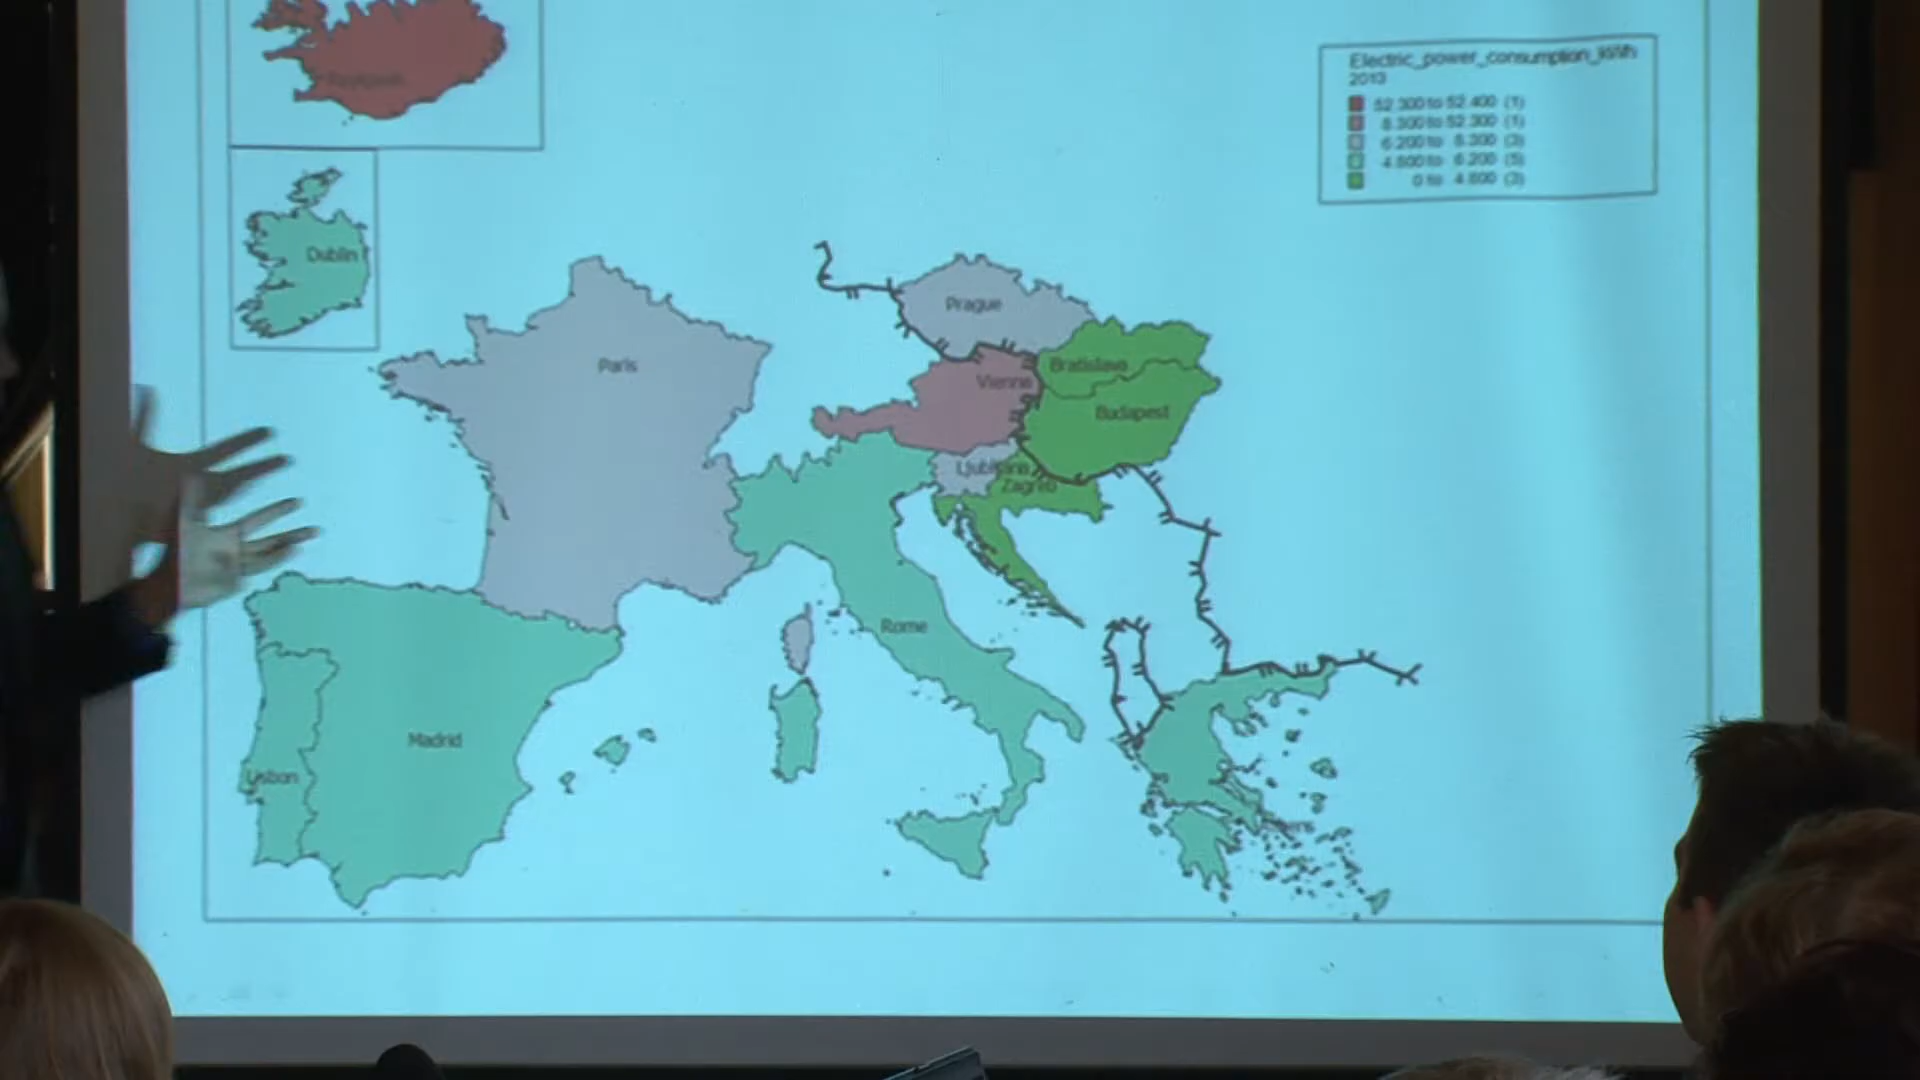 Electric_power_consumption_kWh
2013
52.300 to 52.400 (1)
8.300 to 52.300 (1)
6.200 to 8.300 (3)
4.800 to 6.200 (5)
0 to 4.800 (3)
Reykjavik
Dublin
Prague
Paris
Bratislava
Vienna
Budapest
Ljubljana
Zagreb
Rome
Madrid
Lisbon